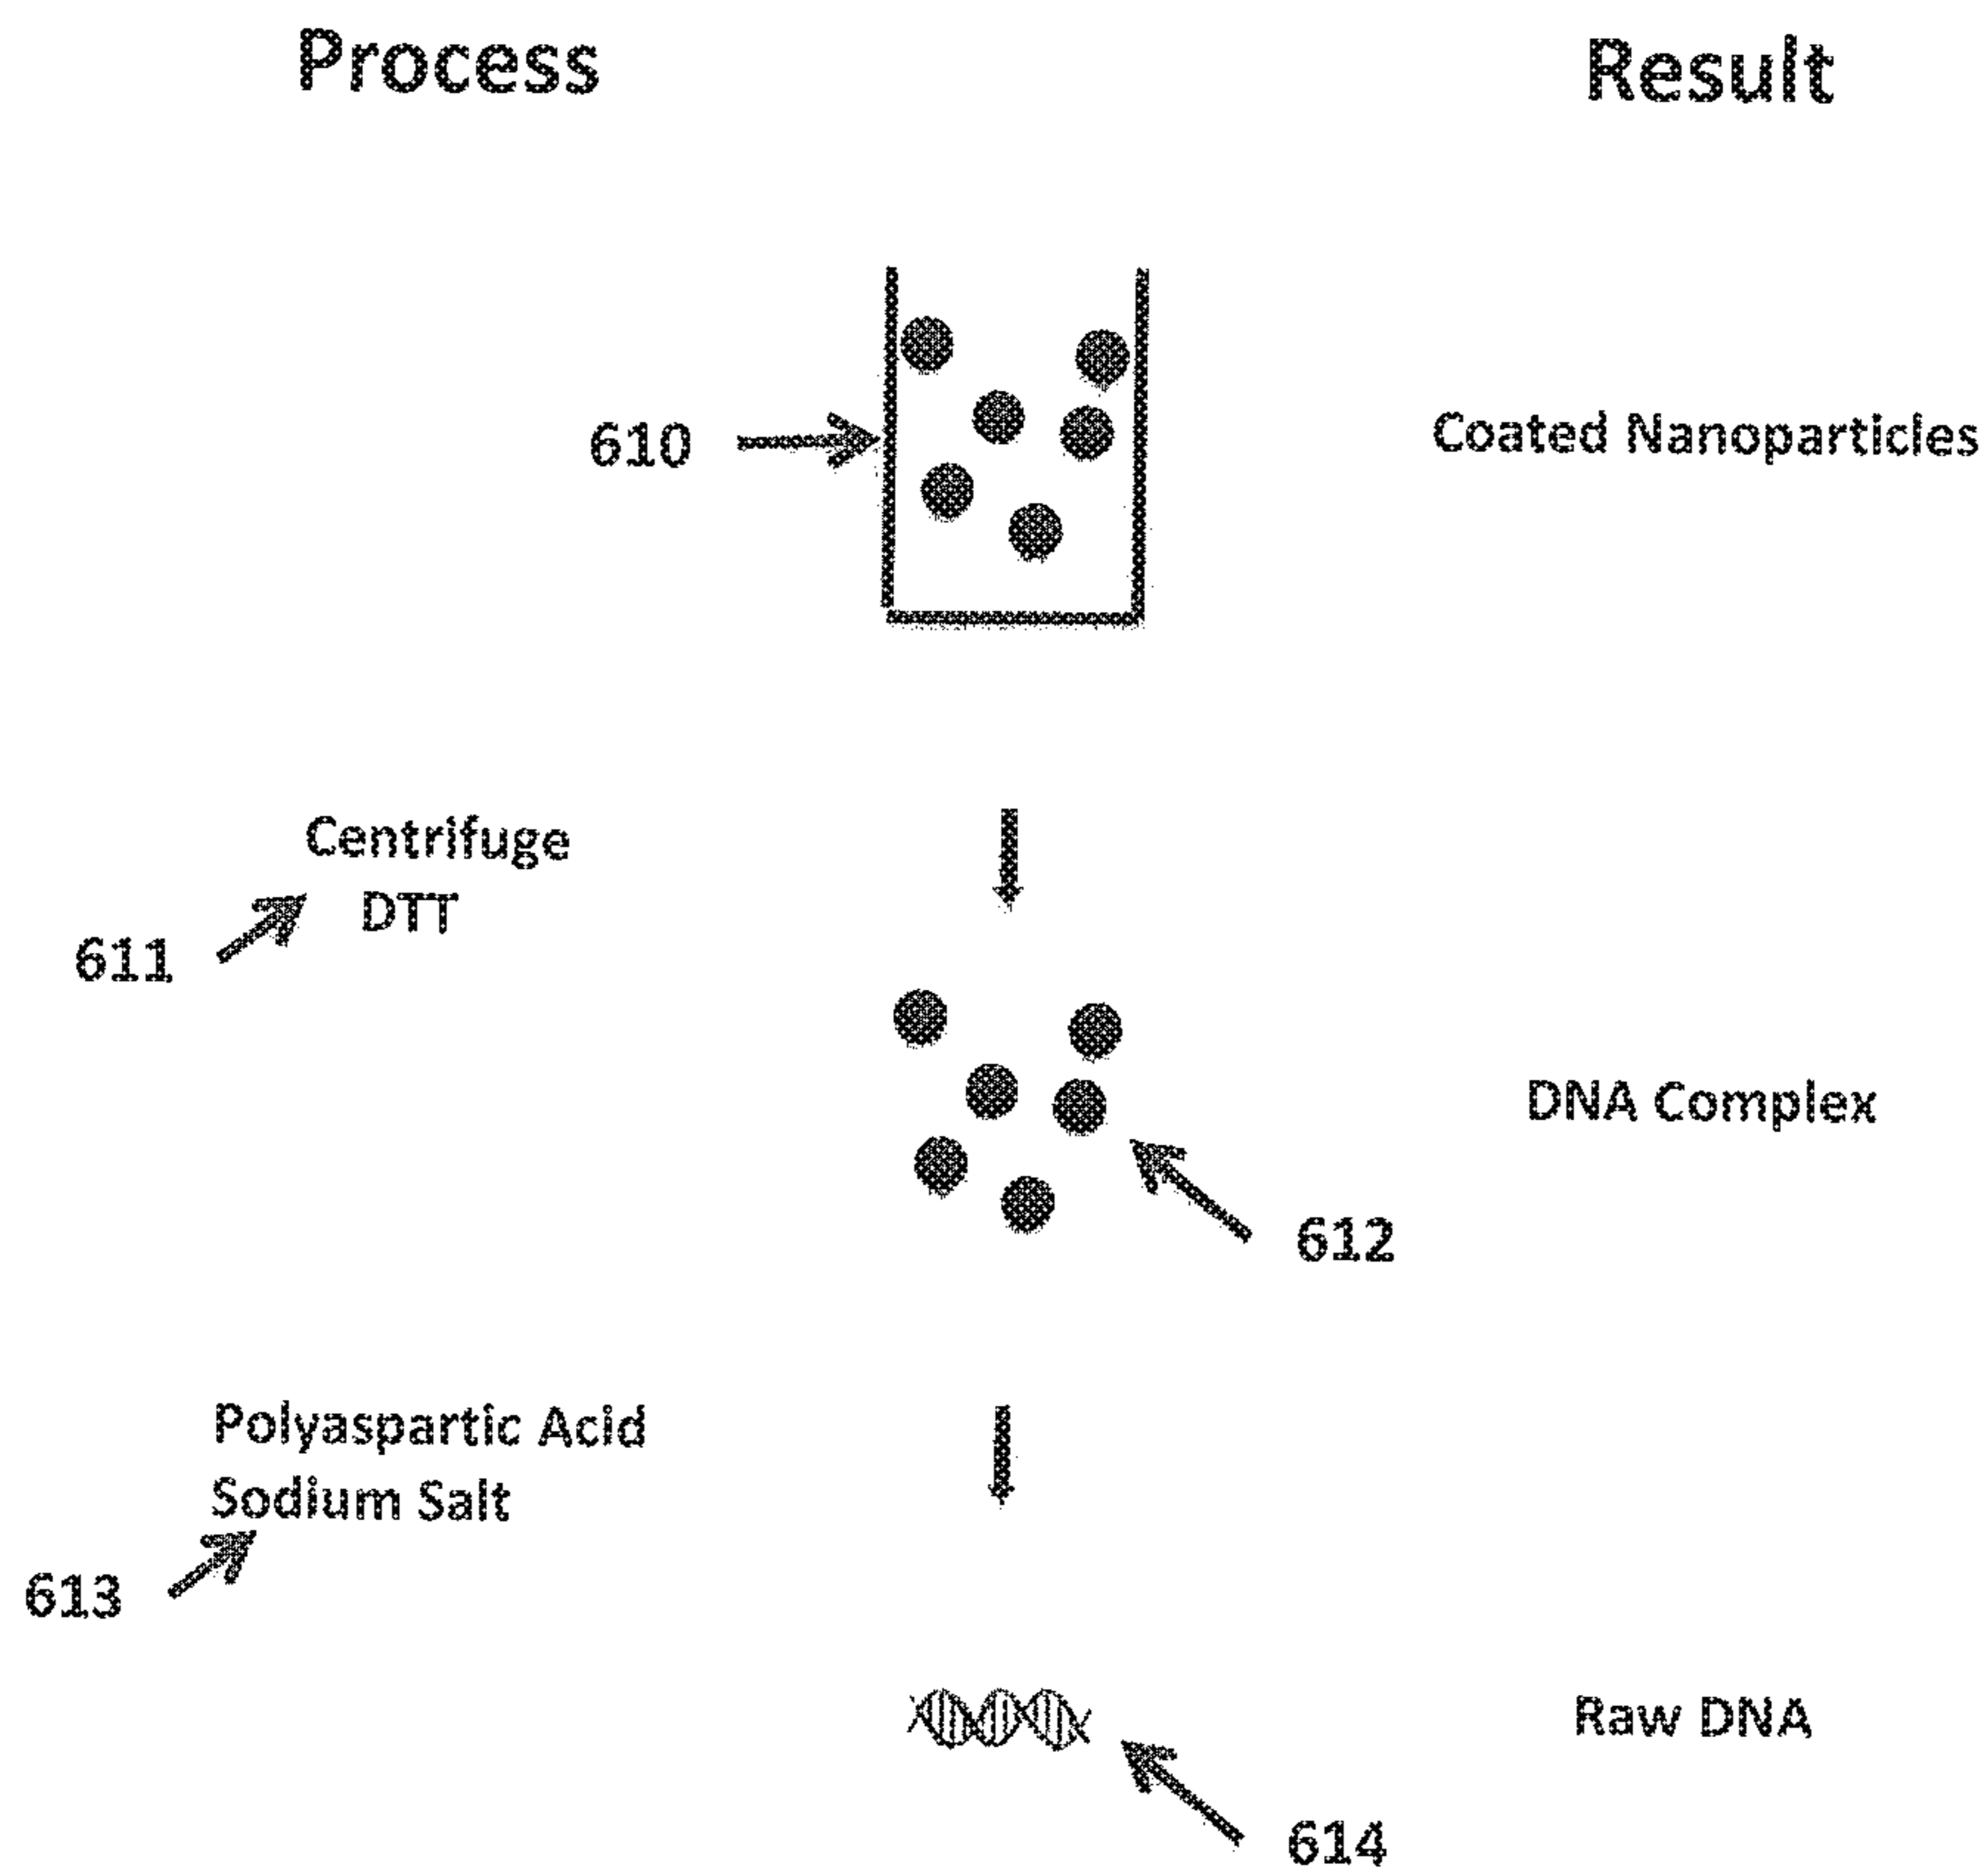 Process
Result
610
Coated Nanoparticles
Centrifuge
DTT
611
DNA Complex
612
Polyaspartic Acid
Sodium Salt
613
Raw DNA
614